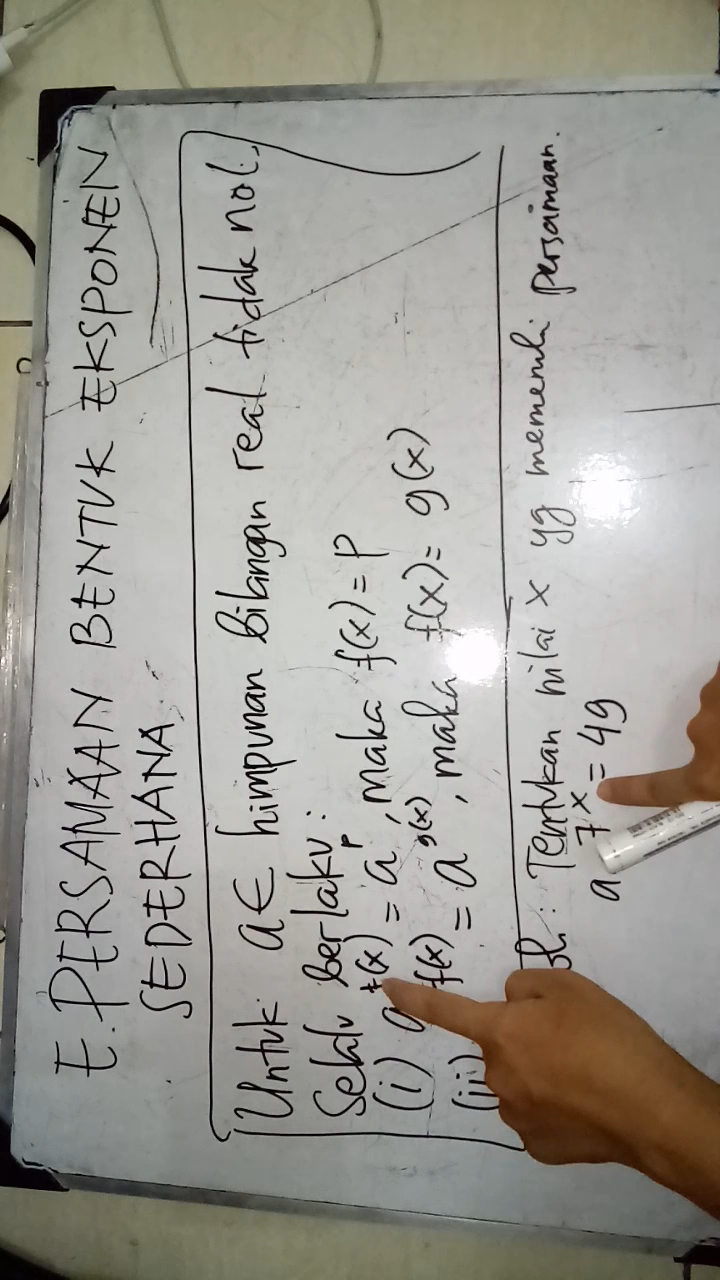 E. PERSAMAAN BENTUK EKSPONEN
SEDERHANA.
Untuk a ∈ himpunan bilangan real tidak nol,
Selalu berlaku:
(i) a^f(x) = a^p, maka f(x) = P
(ii) f(x) = a^g(x), maka f(x) = g(x)
: Tentukan nilai x yg memenuhi persamaan.
a 7^x = 49